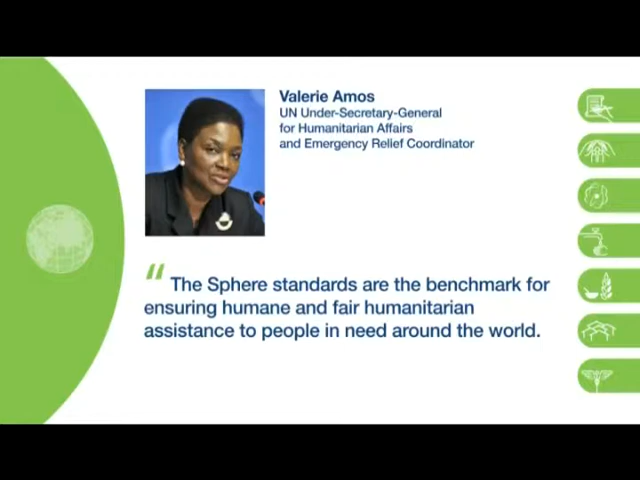 Valerie Amos
UN Under-Secretary-General
for Humanitarian Affairs
and Emergency Relief Coordinator
“ The Sphere standards are the benchmark for
ensuring humane and fair humanitarian
assistance to people in need around the world.